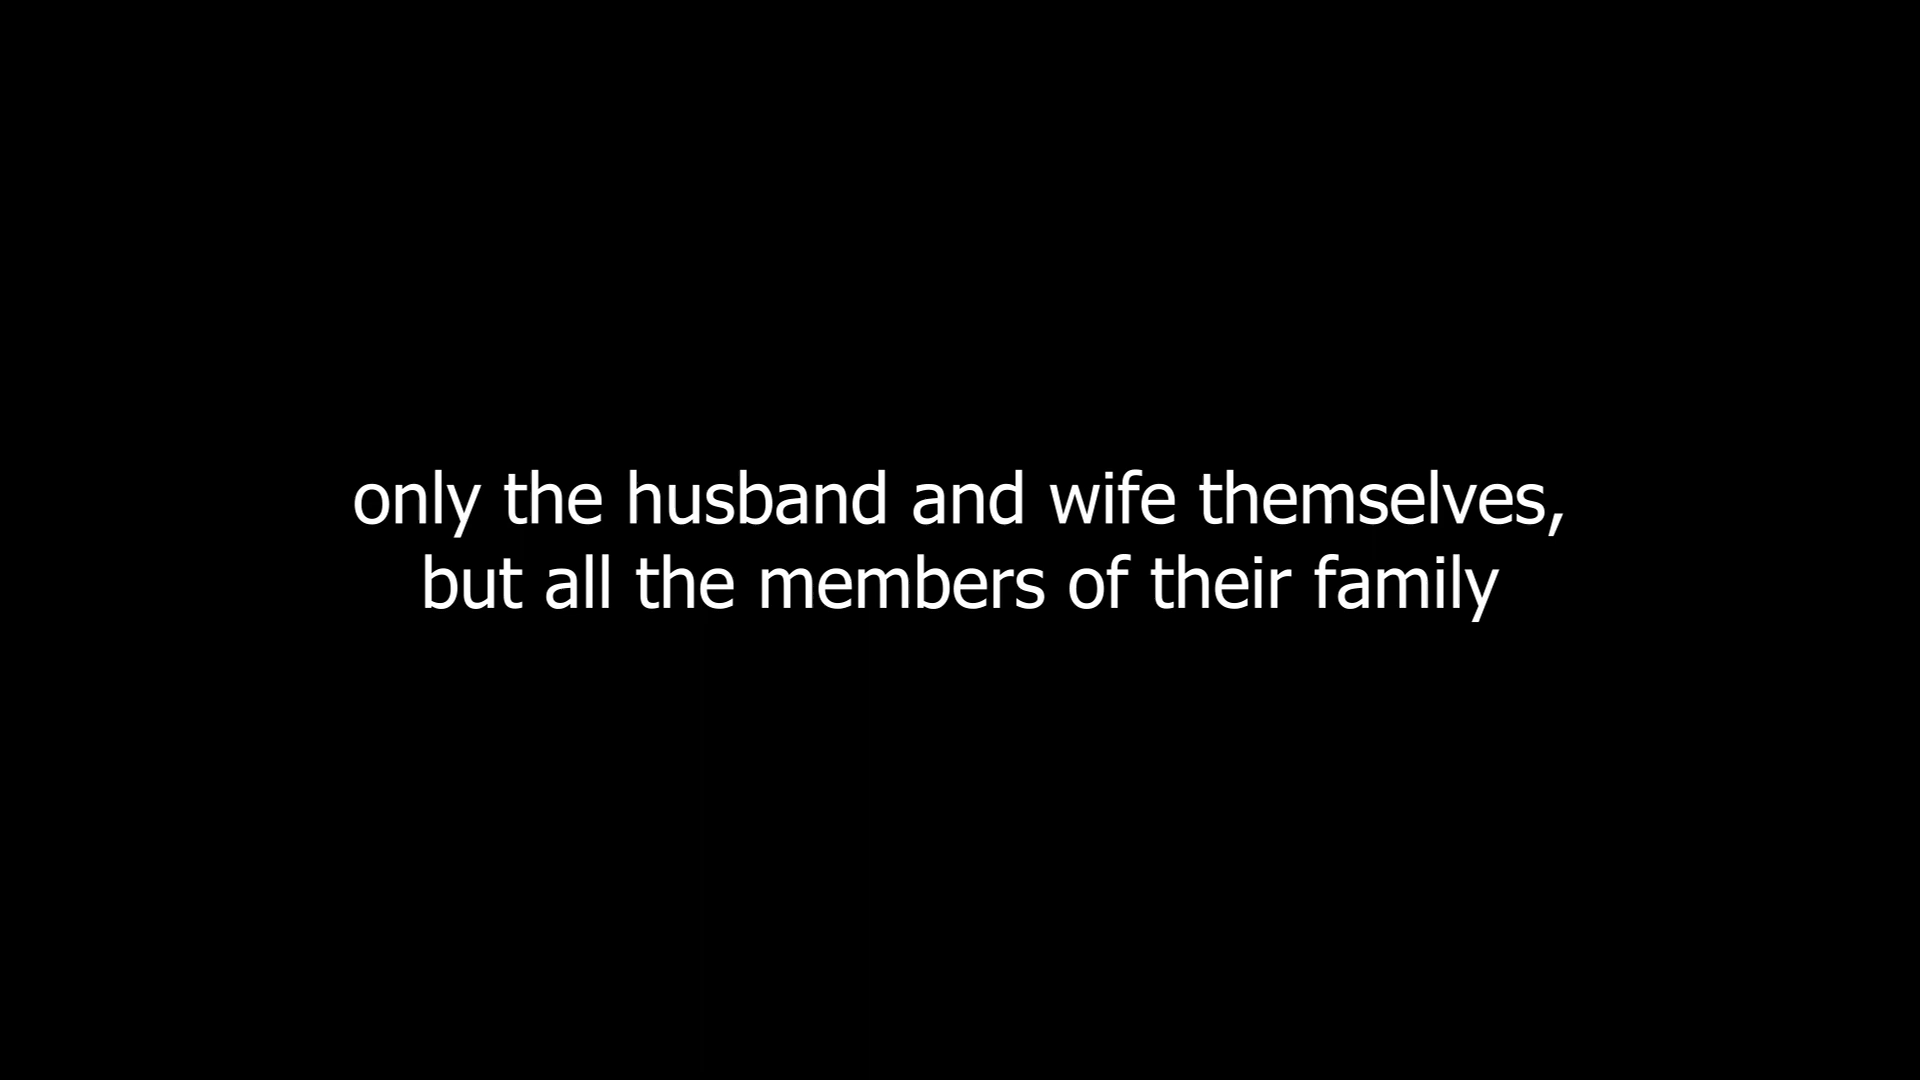 only the husband and wife themselves,
but all the members of their family